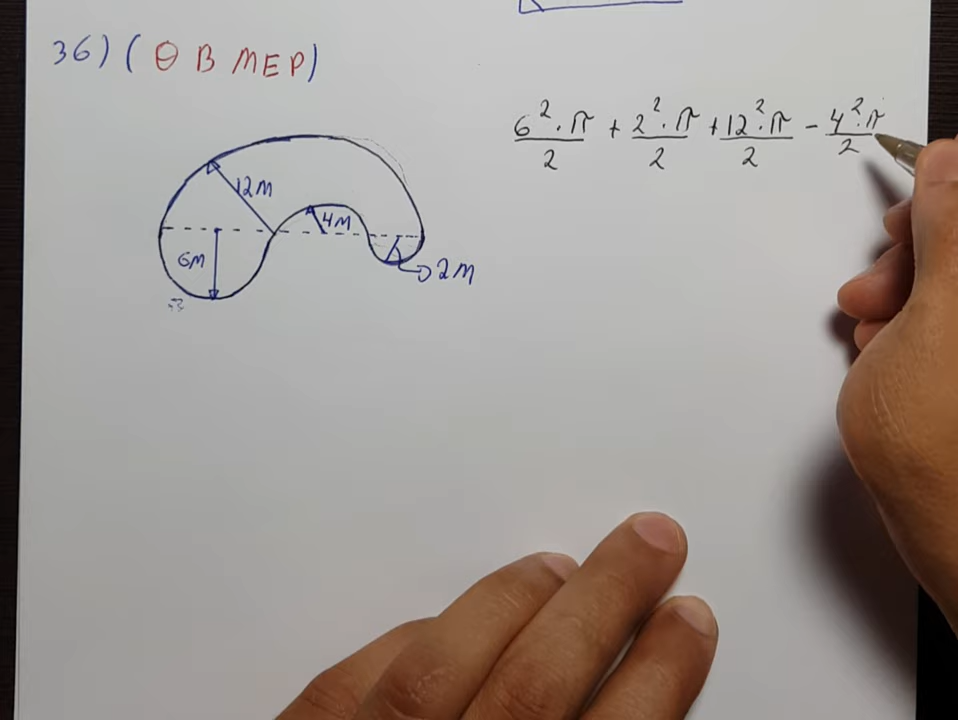 36) (OBMEP)
6². π/2 + 2². π/2 + 12². π/2 - 4². π/2
12M
4M
6M
2M